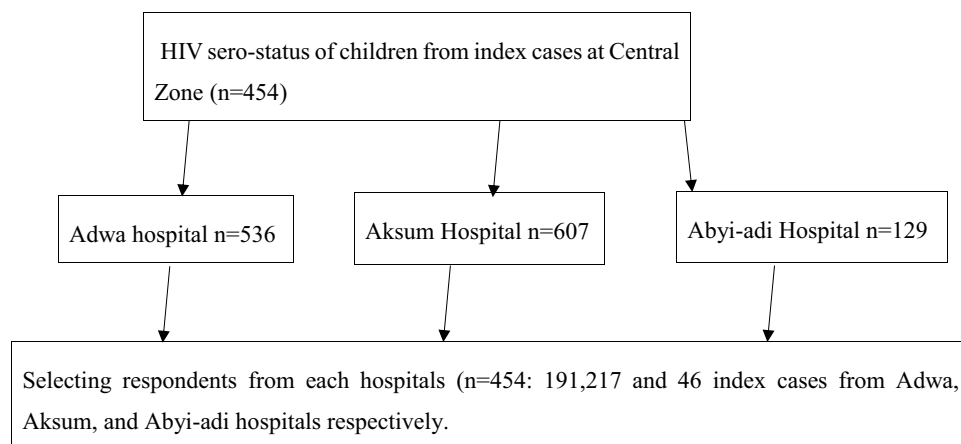 HIV sero-status of children from index cases at Central
Zone (n=454)
Adwa hospital n=536
Aksum Hospital n=607
Abyi-adi Hospital n=129
Selecting respondents from each hospitals (n=454: 191,217 and 46 index cases from Adwa,
Aksum, and Abyi-adi hospitals respectively.